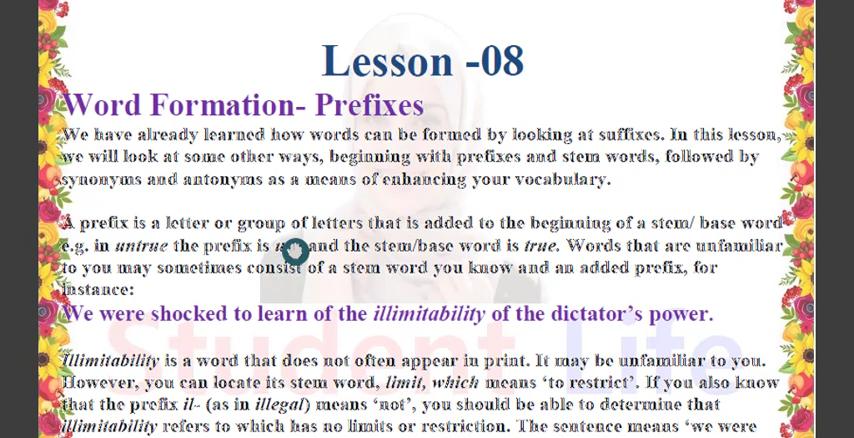 Lesson -08
Word Formation- Prefixes
We have already learned how words can be formed by looking at suffixes. In this lesson,
we will look at some other ways, beginning with prefixes and stem words, followed by
synonyms and antonyms as a means of enhancing your vocabulary.
A prefix is a letter or group of letters that is added to the beginning of a stem/ base word
e.g. in untrue the prefix is and the stem/base word is true. Words that are unfamiliar
to you may sometimes consist of a stem word you know and an added prefix, for
instance:
We were shocked to learn of the illimitability of the dictator’s power.
Student Life
Illimitability is a word that does not often appear in print. It may be unfamiliar to you.
However, you can locate its stem word, limit, which means ‘to restrict’. If you also know
that the prefix il- (as in illegal) means ‘not’, you should be able to determine that
illimitability refers to which has no limits or restriction. The sentence means ‘we were